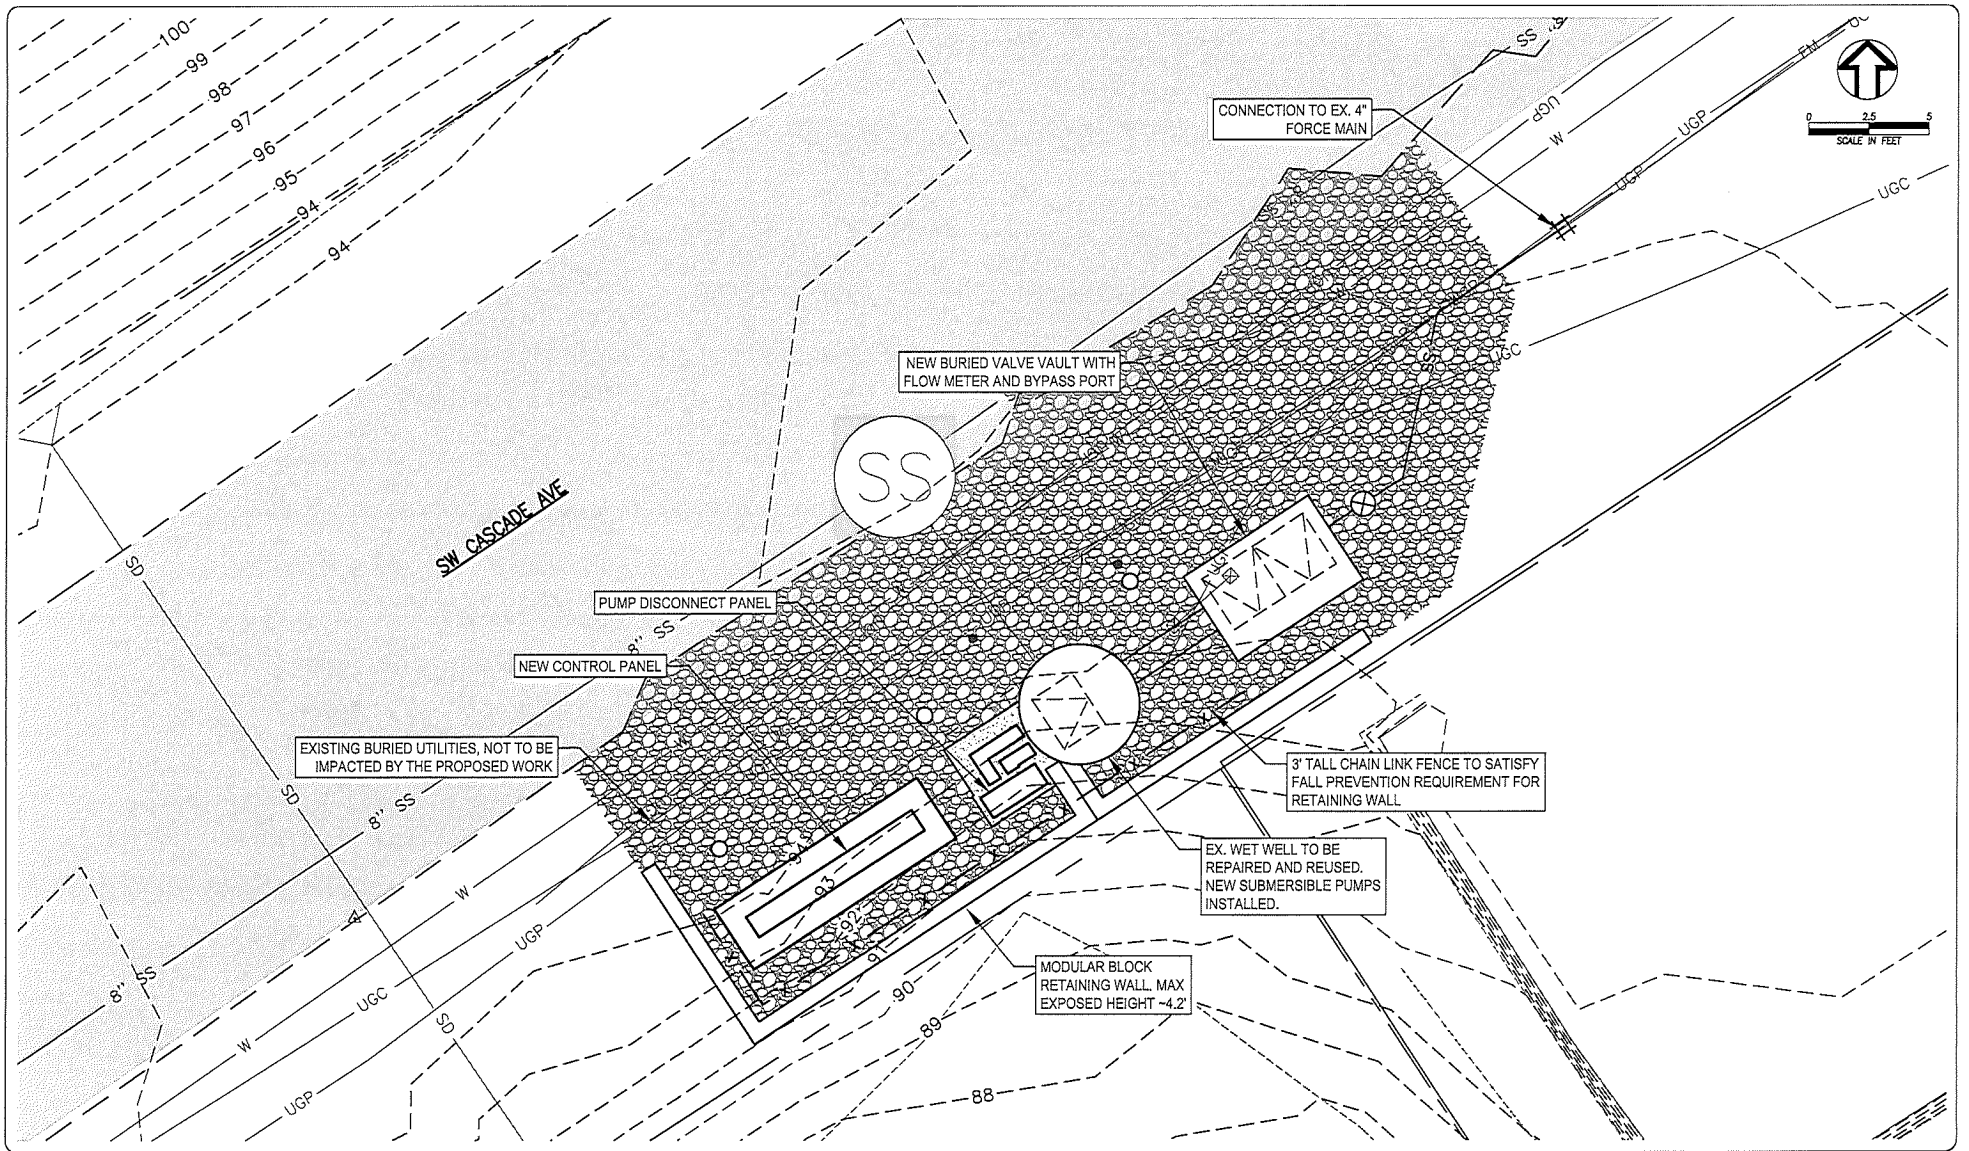 100
99
98
97
96
95
94
94
SS
CONNECTION TO EX. 4"
FORCE MAIN
FM
UGP
W
UGP
UGP
UGC
0 2.5 5
SCALE IN FEET
UGC
NEW BURIED VALVE VAULT WITH
FLOW METER AND BYPASS PORT
SS
SW CASCADE AVE
SD
PUMP DISCONNECT PANEL
8" SS
NEW CONTROL PANEL
EXISTING BURIED UTILITIES, NOT TO BE
IMPACTED BY THE PROPOSED WORK
3' TALL CHAIN LINK FENCE TO SATISFY
FALL PREVENTION REQUIREMENT FOR
RETAINING WALL
SD
8" SS
EX. WET WELL TO BE
REPAIRED AND REUSED.
NEW SUBMERSIBLE PUMPS
INSTALLED.
94
93
92
91
90
89
88
W
UGP
8" SS
UGC
SD
W
UGP
MODULAR BLOCK
RETAINING WALL. MAX
EXPOSED HEIGHT ~4.2'